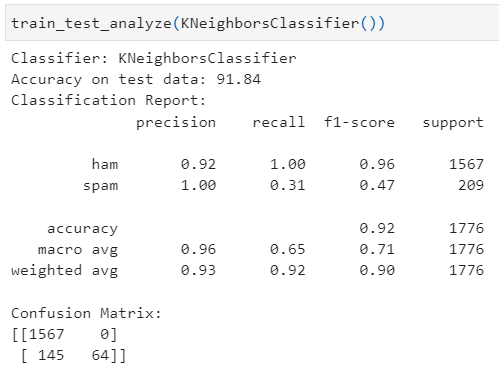 train_test_analyze(KNeighborsClassifier())
Classifier: KNeighborsClassifier
Accuracy on test data: 91.84
Classification Report:
              precision    recall  f1-score   support

         ham       0.92      1.00      0.96      1567
        spam       1.00      0.31      0.47       209

    accuracy                           0.92      1776
   macro avg       0.96      0.65      0.71      1776
weighted avg       0.93      0.92      0.90      1776

Confusion Matrix:
[[1567    0]
 [ 145   64]]